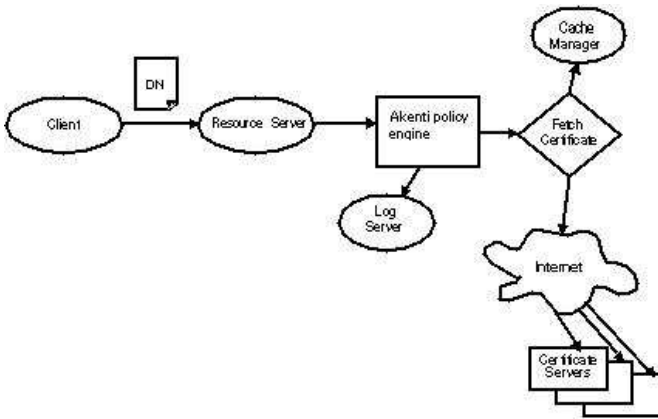 Cache
Manager
DN
Client
Resource Server
Akenti policy
engine
Fetch
Certificate
Log
Server
Internet
Certificate
Servers